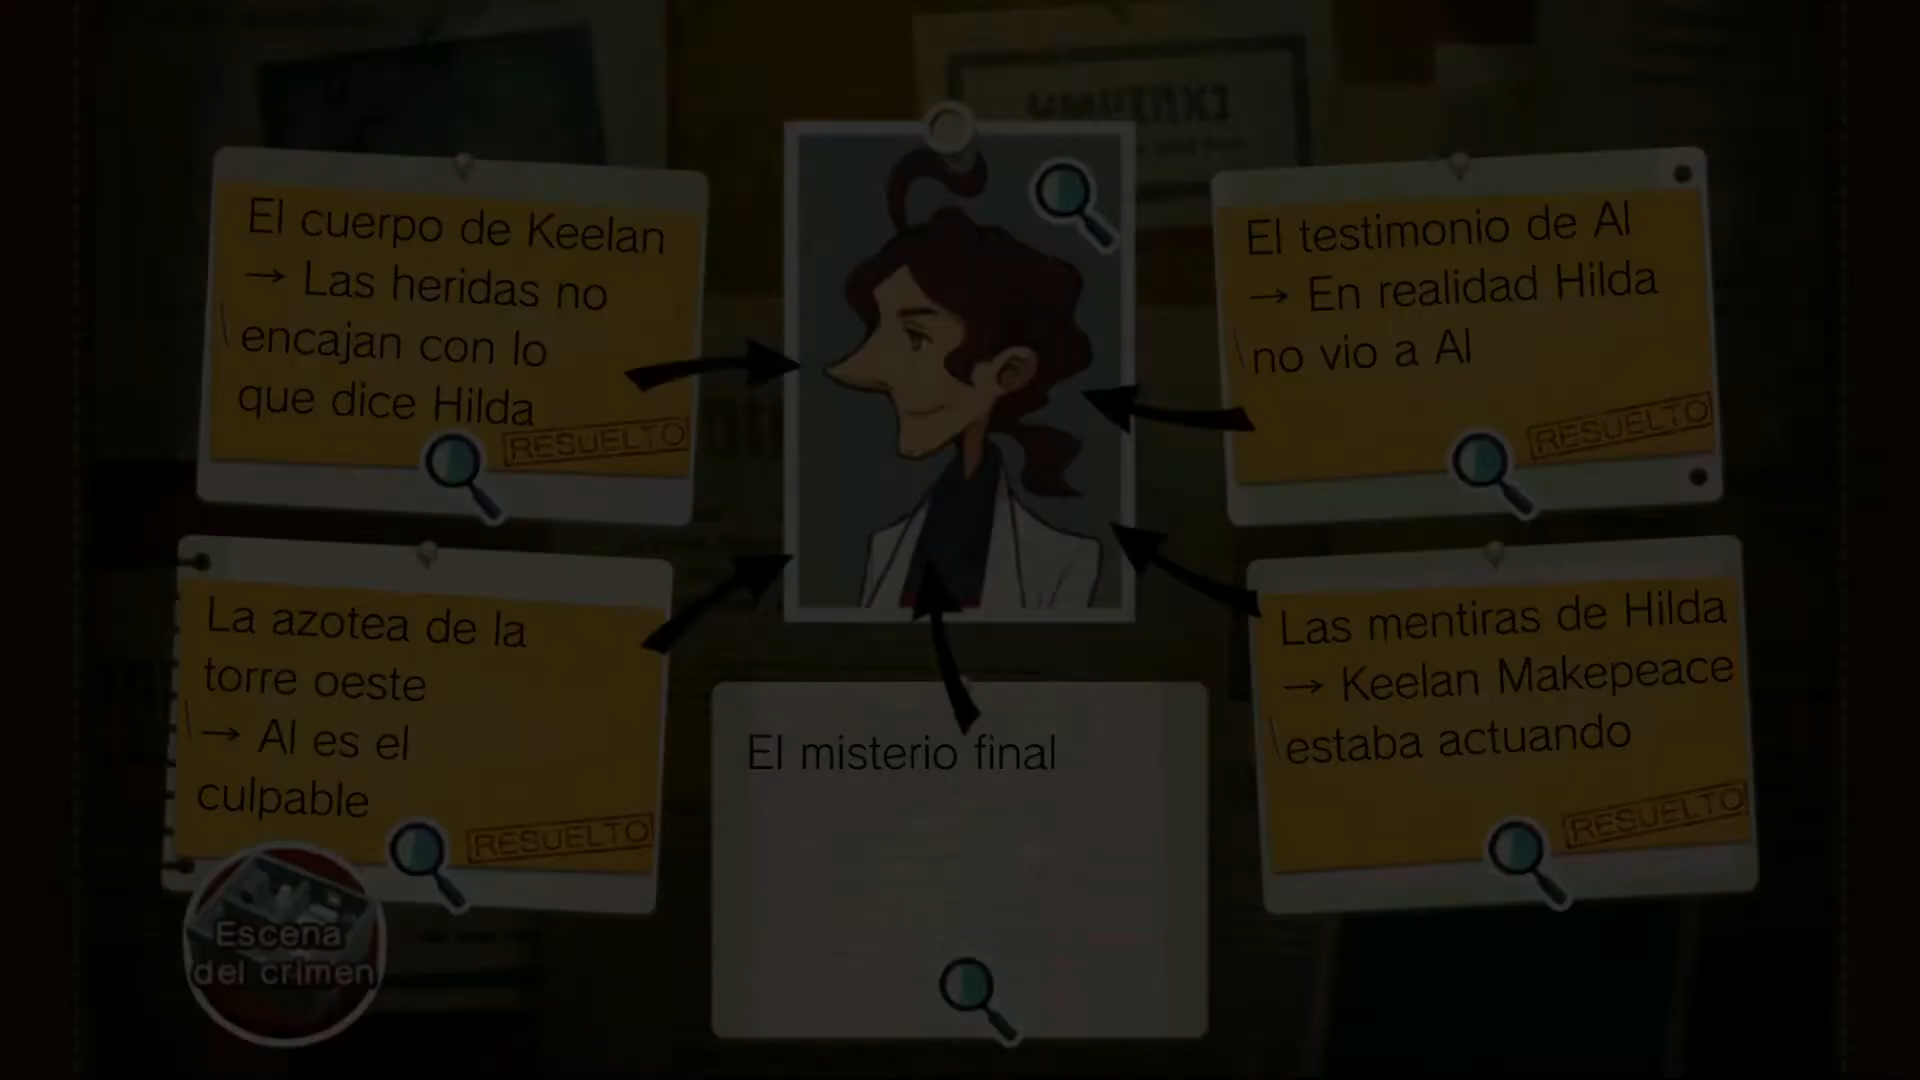 El cuerpo de Keelan
→ Las heridas no
encajan con lo
que dice Hilda
RESUELTO
El testimonio de Al
→ En realidad Hilda
no vio a Al
RESUELTO
La azotea de la
torre oeste
→ Al es el
culpable
RESUELTO
El misterio final
Las mentiras de Hilda
→ Keelan Makepeace
estaba actuando
RESUELTO
Escena
del crimen